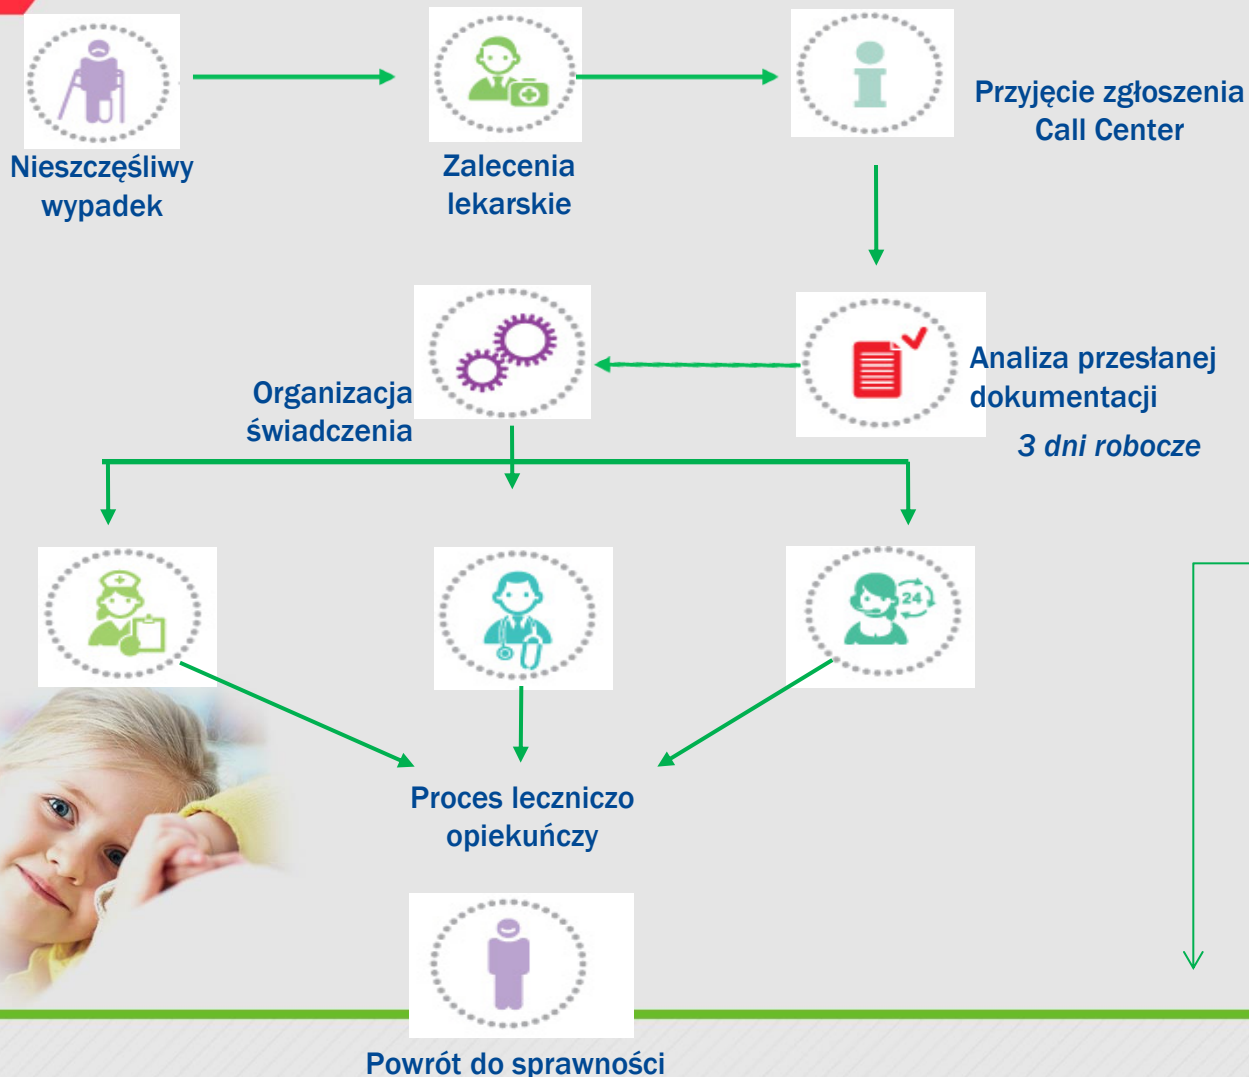 Nieszczęśliwy
wypadek
Zalecenia
lekarskie
Przyjęcie zgłoszenia
Call Center
Analiza przesłanej
dokumentacji
3 dni robocze
Organizacja
świadczenia
24
Proces leczniczo
opiekuńczy
Powrót do sprawności